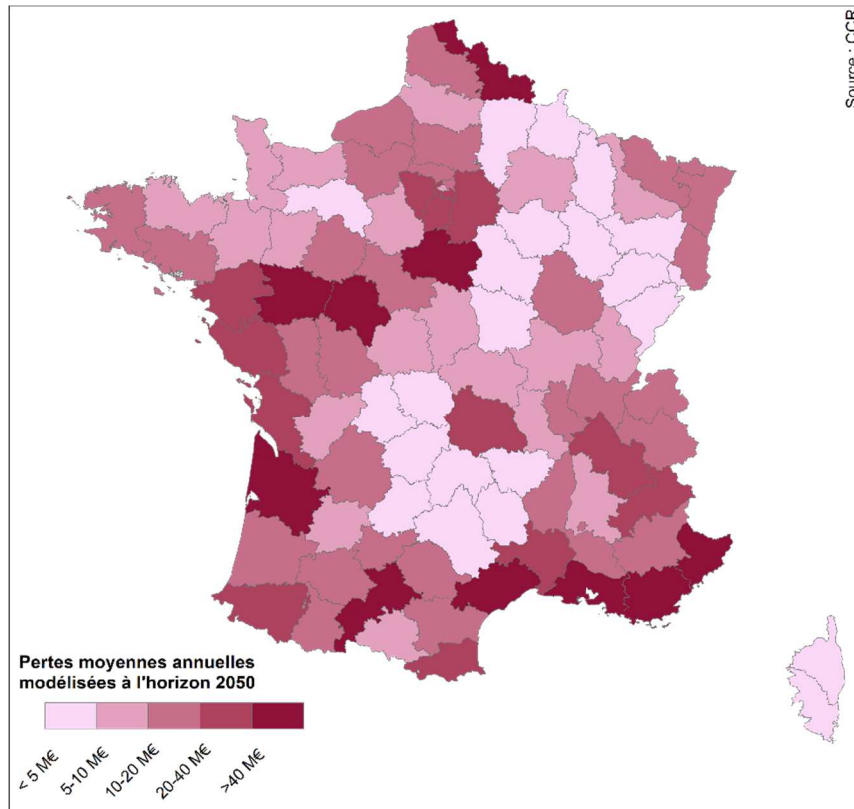 Source : CCR
Pertes moyennes annuelles
modélisées à l'horizon 2050
< 5 M€
5-10 M€
10-20 M€
20-40 M€
>40 M€